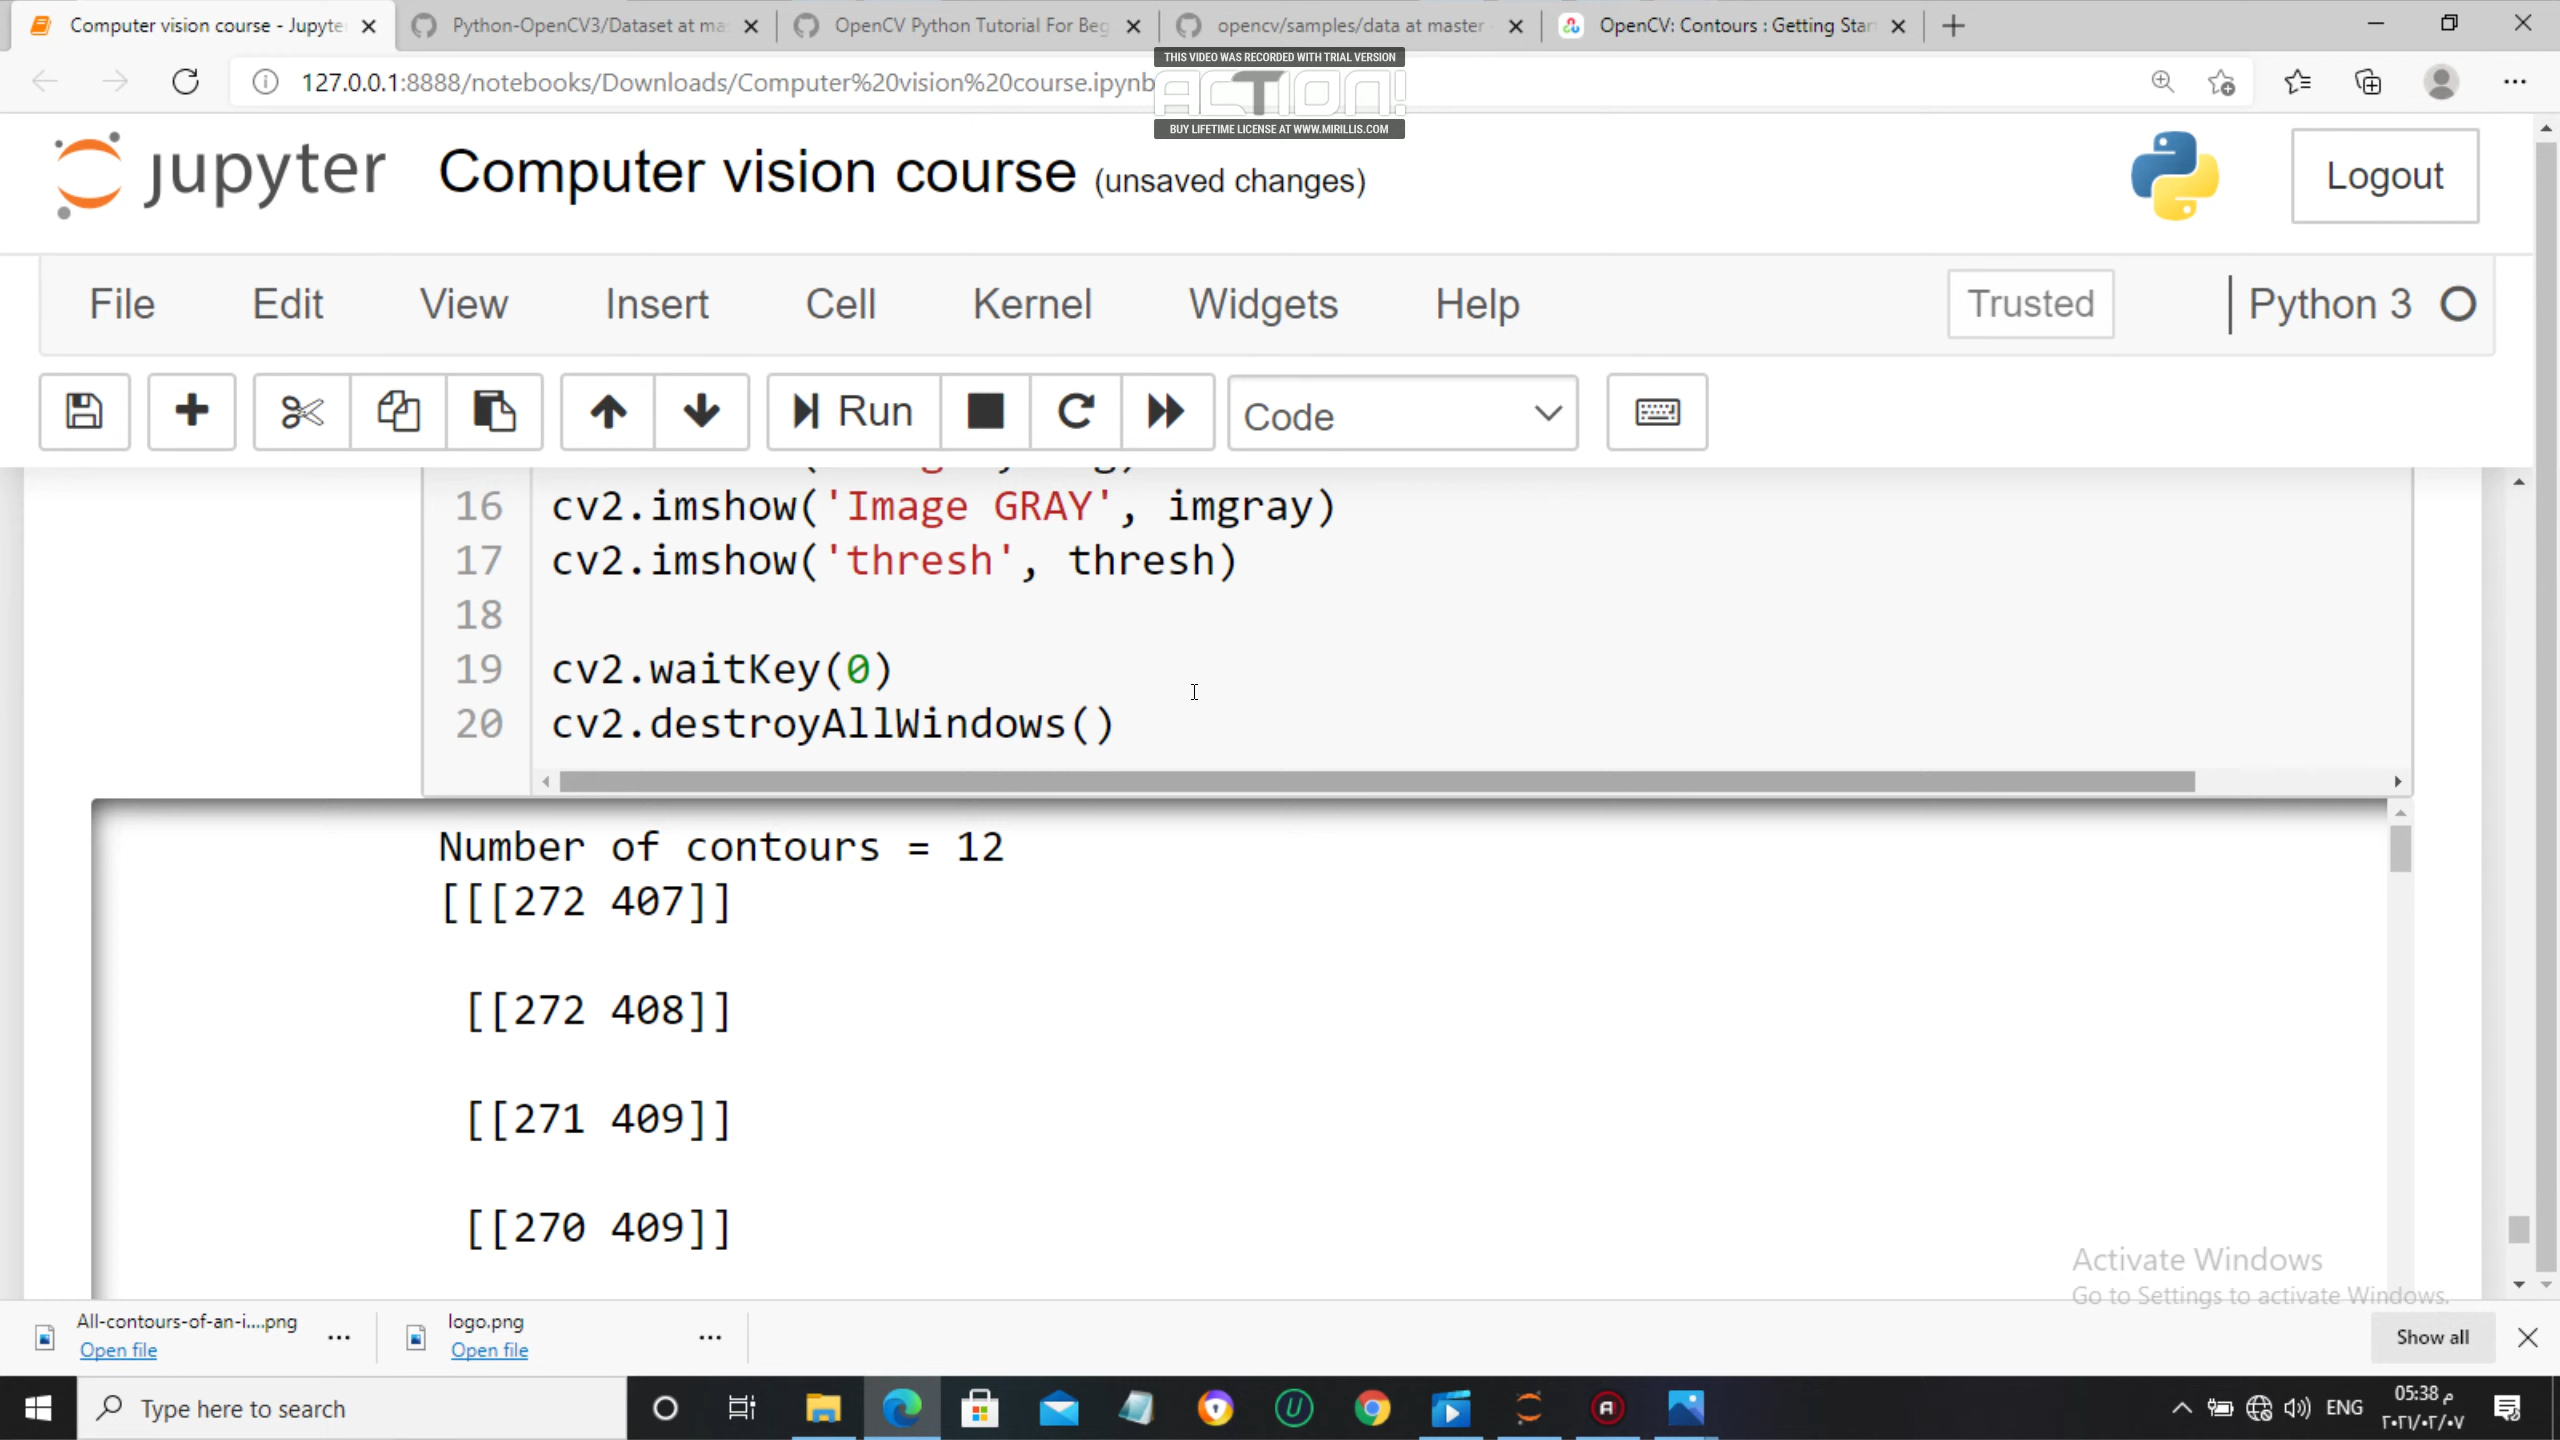 Computer vision course - Jupyte
Python-OpenCV3/Dataset at ma
OpenCV Python Tutorial For Beg
opencv/samples/data at master
OpenCV: Contours : Getting Star
127.0.0.1:8888/notebooks/Downloads/Computer%20vision%20course.ipynb
THIS VIDEO WAS RECORDED WITH TRIAL VERSION
ACTION!
BUY LIFETIME LICENSE AT WWW.MIRILLIS.COM
jupyter Computer vision course (unsaved changes)
Logout
File Edit View Insert Cell Kernel Widgets Help Trusted Python 3
Run Code
16 cv2.imshow('Image GRAY', imgray)
17 cv2.imshow('thresh', thresh)
18
19 cv2.waitKey(0)
20 cv2.destroyAllWindows()
Number of contours = 12
[[[272 407]]
[[272 408]]
[[271 409]]
[[270 409]]
Activate Windows
Go to Settings to activate Windows.
All-contours-of-an-i....png
Open file
logo.png
Open file
Show all
Type here to search
ENG
05:38 م
٢٠٢١/٠٢/٠٧